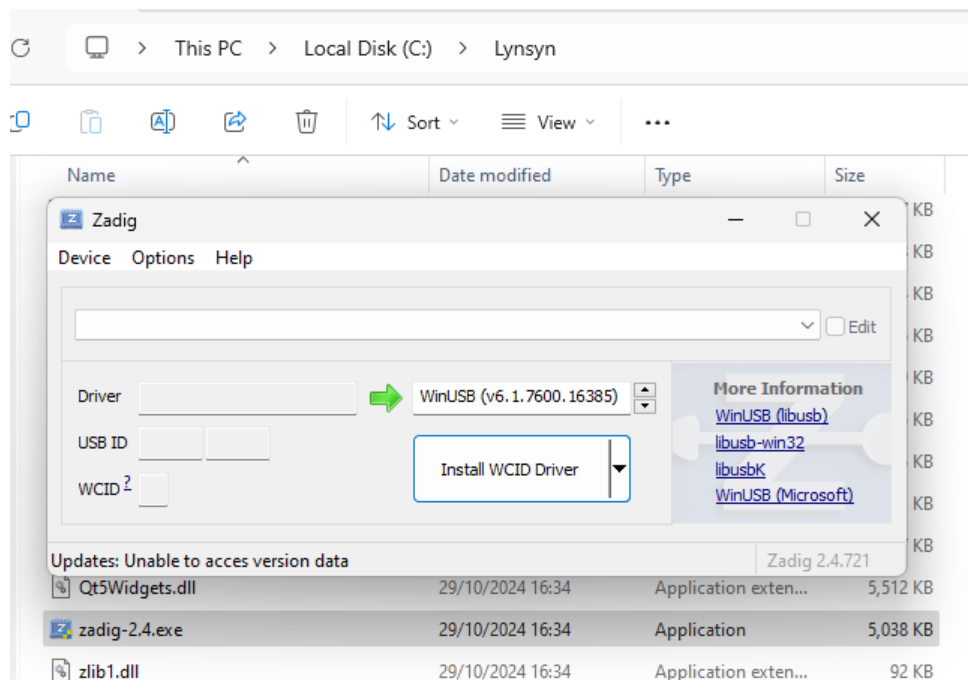 This PC > Local Disk (C:) > Lynsyn
Sort View
Name Date modified Type Size
Zadig
KB
Device Options Help
KB
KB
Edit
KB
Driver WinUSB (v6.1.7600.16385)
More Information
KB
WinUSB (libusb)
KB
USB ID
libusb-win32
Install WCID Driver
KB
libusbK
WCID ?
WinUSB (Microsoft)
KB
KB
Updates: Unable to acces version data Zadig 2.4.721
Qt5Widgets.dll 29/10/2024 16:34 Application exten... 5,512 KB
zadig-2.4.exe 29/10/2024 16:34 Application 5,038 KB
zlib1.dll 29/10/2024 16:34 Application exten... 92 KB